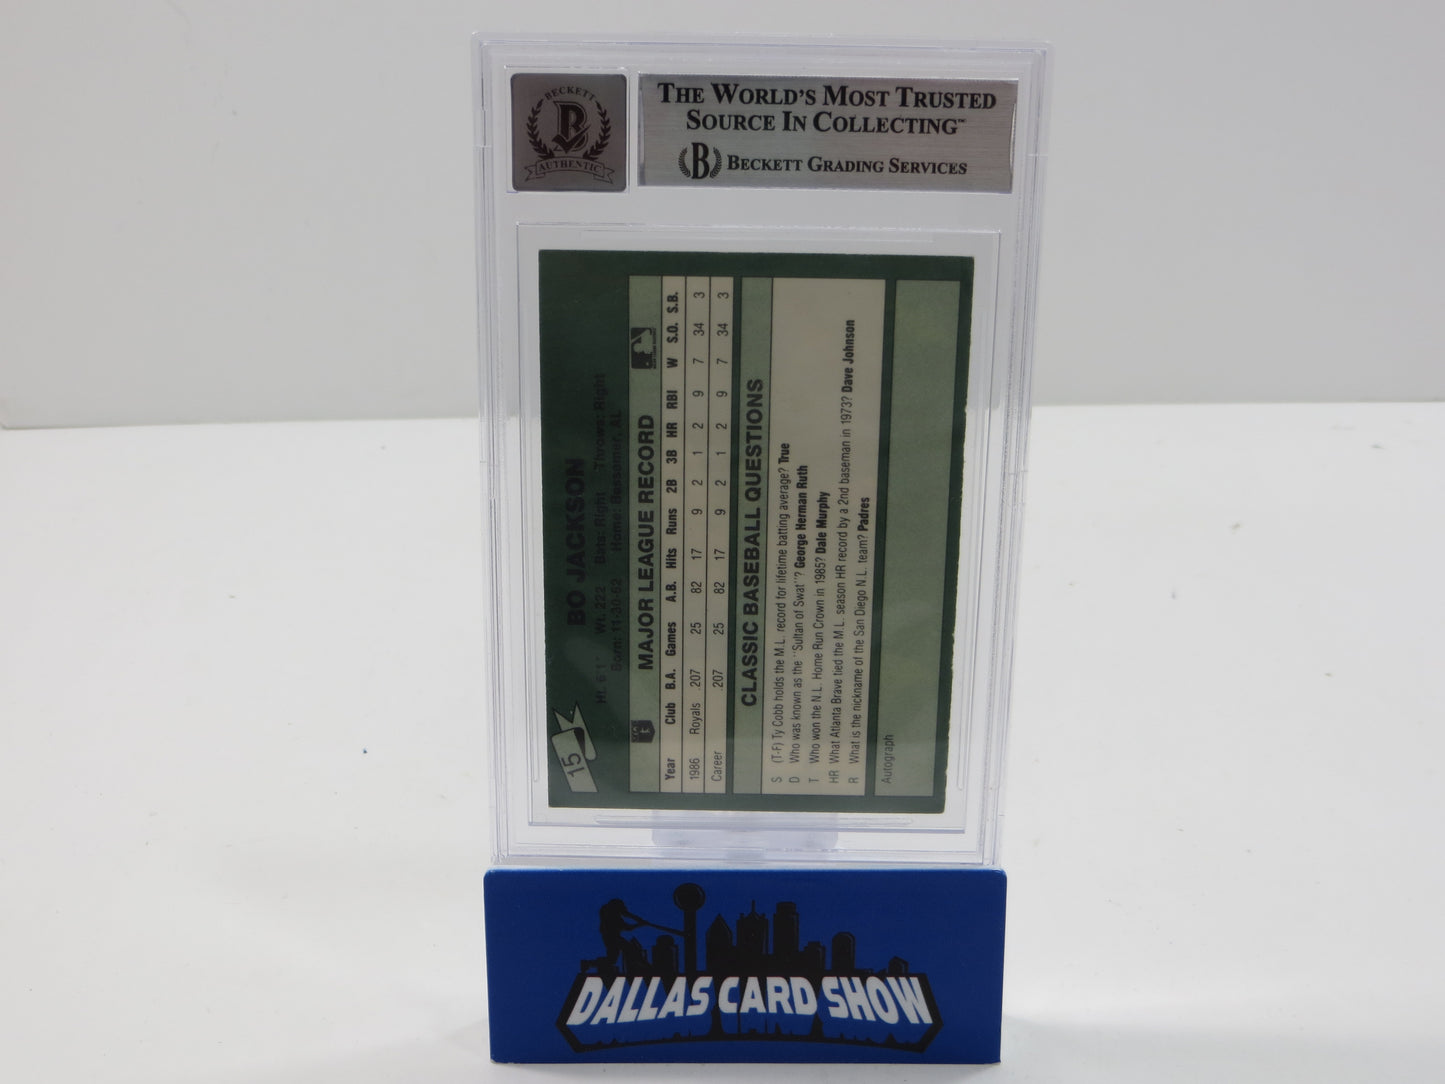 BECKETT
B
AUTHENTIC
THE WORLD'S MOST TRUSTED
SOURCE IN COLLECTING™
B BECKETT GRADING SERVICES
15
BO JACKSON
Ht. 6'1" Wt. 222 Bats: Right Throws: Right
Born: 11-30-62 Home: Bessamer, AL
MAJOR LEAGUE RECORD
Year Club B.A. Games A.B. Hits Runs 2B 3B HR RBI W S.O. S.B.
1986 Royals .207 25 82 17 9 2 1 2 9 7 34 3
Career .207 25 82 17 9 2 1 2 9 7 34 3
CLASSIC BASEBALL QUESTIONS
S (T-F) Ty Cobb holds the M.L. record for lifetime batting average? True
D Who was known as the "Sultan of Swat"? George Herman Ruth
T Who won the N.L. Home Run Crown in 1985? Dale Murphy
HR What Atlanta Brave tied the M.L. season HR record by a 2nd baseman in 1973? Dave Johnson
R What is the nickname of the San Diego N.L. team? Padres
Autograph
DALLAS CARD SHOW